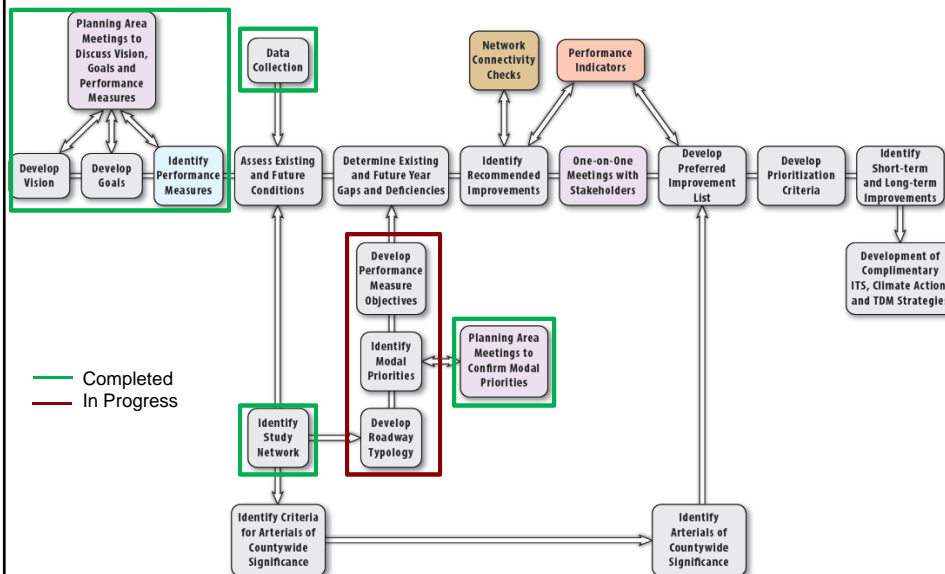 Planning Area
Meetings to
Discuss Vision,
Goals and
Performance
Measures
Data
Collection
Network
Connectivity
Checks
Performance
Indicators
Develop
Vision
Develop
Goals
Identify
Performance
Measures
Assess Existing
and Future
Conditions
Determine Existing
and Future Year
Gaps and Deficiencies
Identify
Recommended
Improvements
One-on-One
Meetings with
Stakeholders
Develop
Preferred
Improvement
List
Develop
Prioritization
Criteria
Identify
Short-term
and Long-term
Improvements
Develop
Performance
Measure
Objectives
Development of
Complimentary
ITS, Climate Action
and TDM Strategie
Identify
Modal
Priorities
Planning Area
Meetings to
Confirm Modal
Priorities
Completed
In Progress
Identify
Study
Network
Develop
Roadway
Typology
Identify Criteria
for Arterials of
Countywide
Significance
Identify
Arterials of
Countywide
Significance